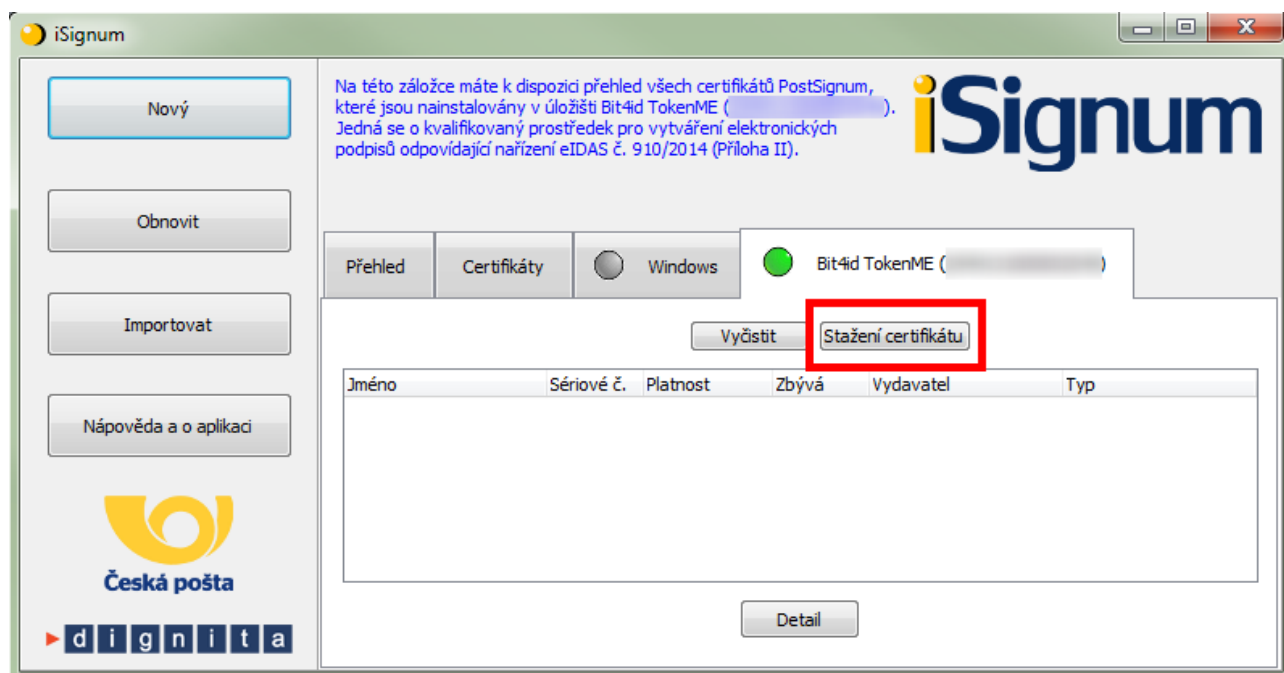 iSignum
Nový
Obnovit
Importovat
Nápověda a o aplikaci
Česká pošta
dignita
Na této záložce máte k dispozici přehled všech certifikátů PostSignum,
které jsou nainstalovány v úložišti Bit4id TokenME ( ).
Jedná se o kvalifikovaný prostředek pro vytváření elektronických
podpisů odpovídající nařízení eIDAS č. 910/2014 (Příloha II).
iSignum
Přehled Certifikáty Windows Bit4id TokenME ( )
Vyčistit Stažení certifikátu
Jméno Sériové č. Platnost Zbývá Vydavatel Typ
Detail